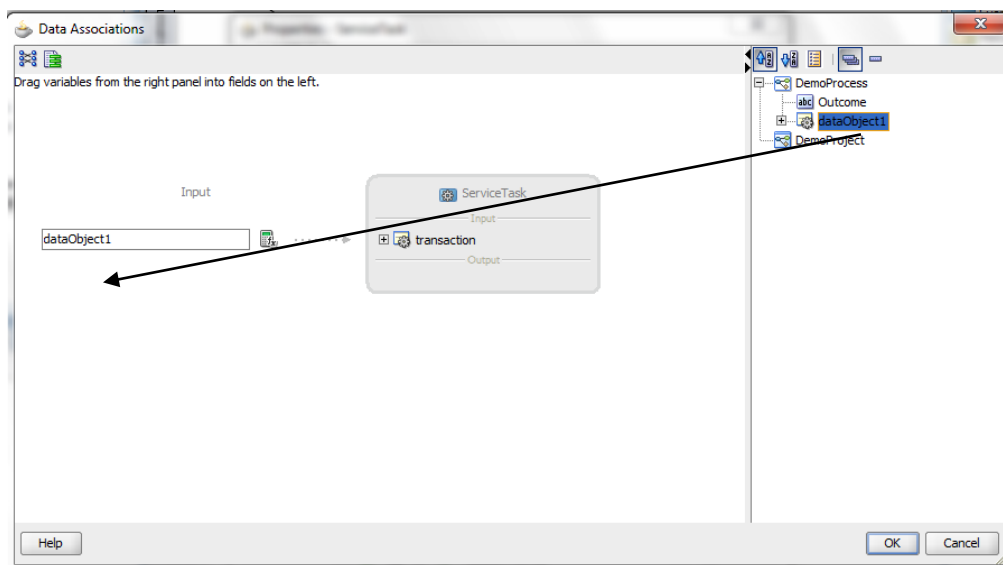 Data Associations
Drag variables from the right panel into fields on the left.
Input
dataObject1
ServiceTask
Input
transaction
Output
DemoProcess
abc Outcome
dataObject1
DemoProject
Help
OK
Cancel